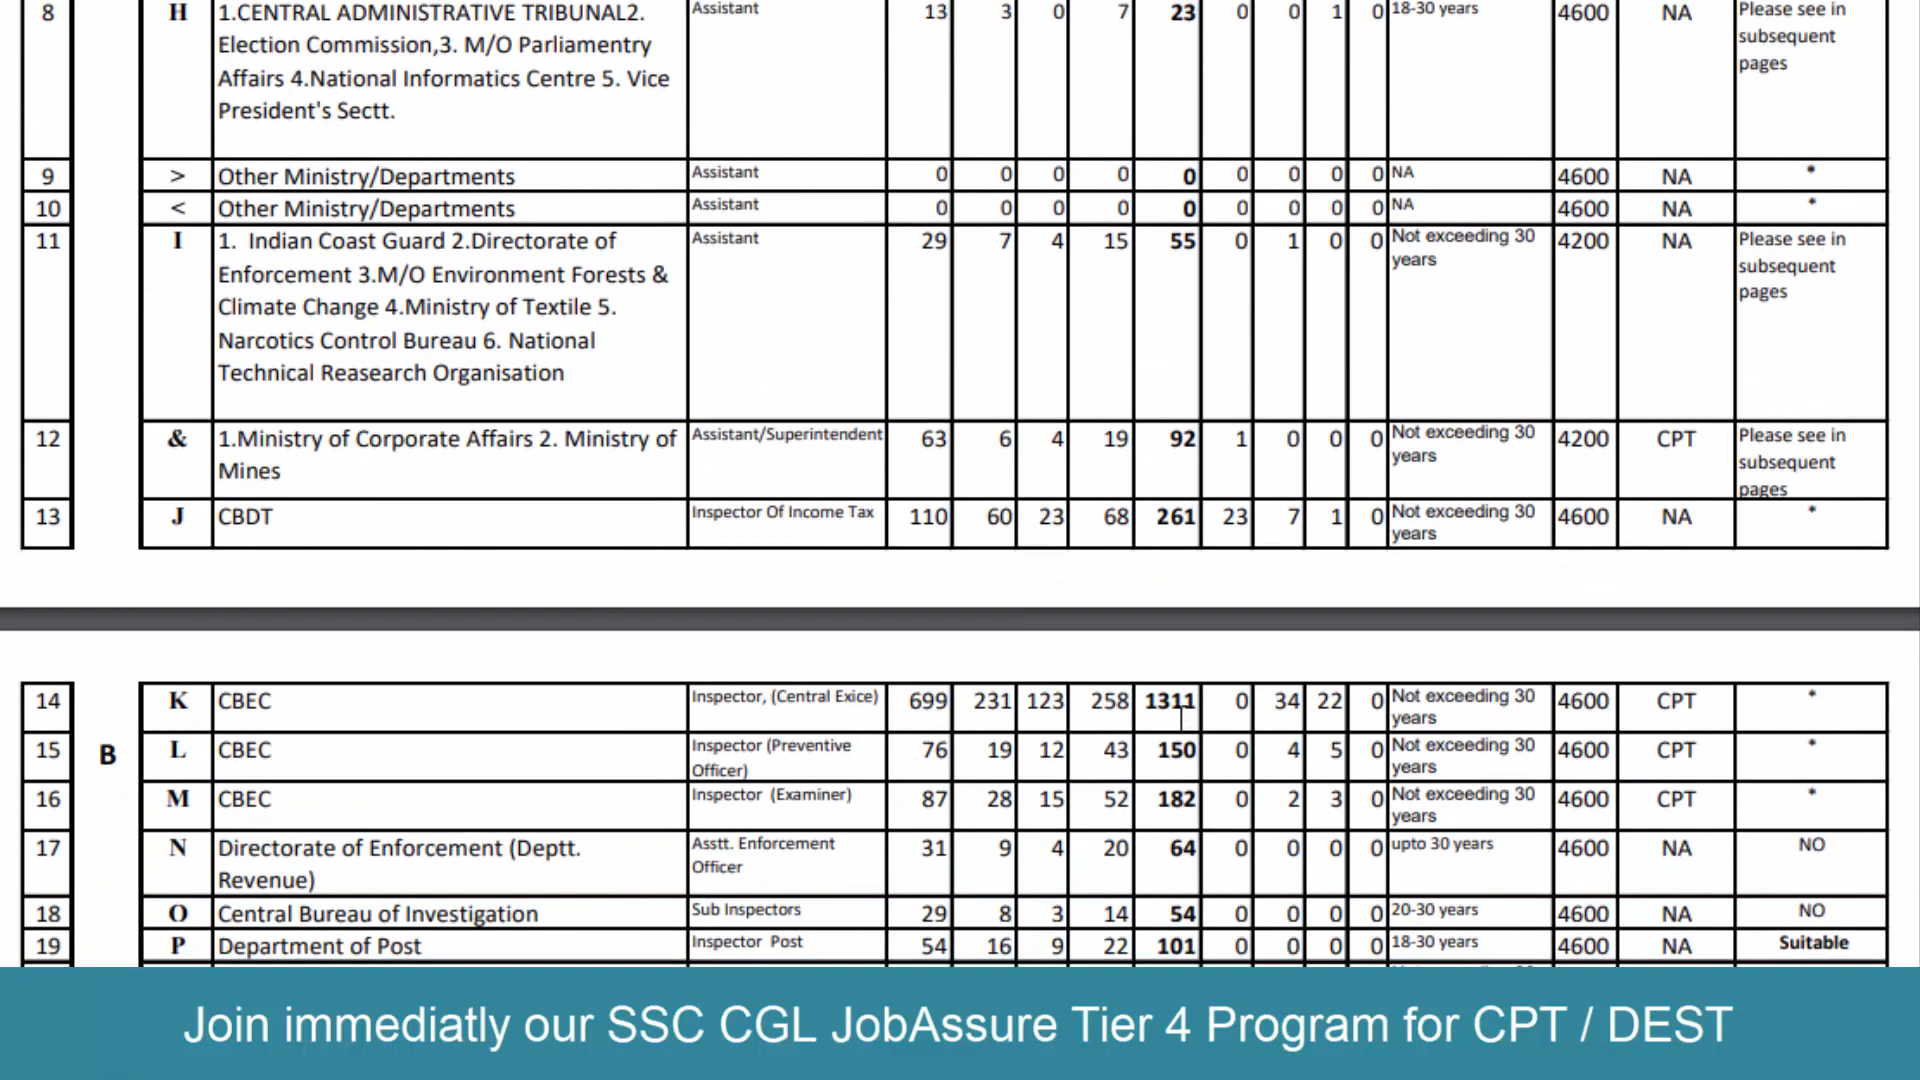 8 H 1.CENTRAL ADMINISTRATIVE TRIBUNAL2. Assistant 13 3 0 7 23 0 0 1 0 18-30 years 4600 NA Please see in
Election Commission,3. M/O Parliamentry subsequent
Affairs 4.National Informatics Centre 5. Vice pages
President's Sectt.
9 > Other Ministry/Departments Assistant 0 0 0 0 0 0 0 0 0 NA 4600 NA *
10 < Other Ministry/Departments Assistant 0 0 0 0 0 0 0 0 0 NA 4600 NA *
11 I 1. Indian Coast Guard 2.Directorate of Assistant 29 7 4 15 55 0 1 0 0 Not exceeding 30 4200 NA Please see in
Enforcement 3.M/O Environment Forests & years subsequent
Climate Change 4.Ministry of Textile 5. pages
Narcotics Control Bureau 6. National
Technical Reasearch Organisation
12 & 1.Ministry of Corporate Affairs 2. Ministry of Assistant/Superintendent 63 6 4 19 92 1 0 0 0 Not exceeding 30 4200 CPT Please see in
Mines years subsequent
pages
13 J CBDT Inspector Of Income Tax 110 60 23 68 261 23 7 1 0 Not exceeding 30 4600 NA *
years
14 K CBEC Inspector, (Central Exice) 699 231 123 258 1311 0 34 22 0 Not exceeding 30 4600 CPT *
years
15 B L CBEC Inspector (Preventive 76 19 12 43 150 0 4 5 0 Not exceeding 30 4600 CPT *
Officer) years
16 M CBEC Inspector (Examiner) 87 28 15 52 182 0 2 3 0 Not exceeding 30 4600 CPT *
years
17 N Directorate of Enforcement (Deptt. Asstt. Enforcement 31 9 4 20 64 0 0 0 0 upto 30 years 4600 NA NO
Revenue) Officer
18 O Central Bureau of Investigation Sub Inspectors 29 8 3 14 54 0 0 0 0 20-30 years 4600 NA NO
19 P Department of Post Inspector Post 54 16 9 22 101 0 0 0 0 18-30 years 4600 NA Suitable
Join immediatly our SSC CGL JobAssure Tier 4 Program for CPT / DEST